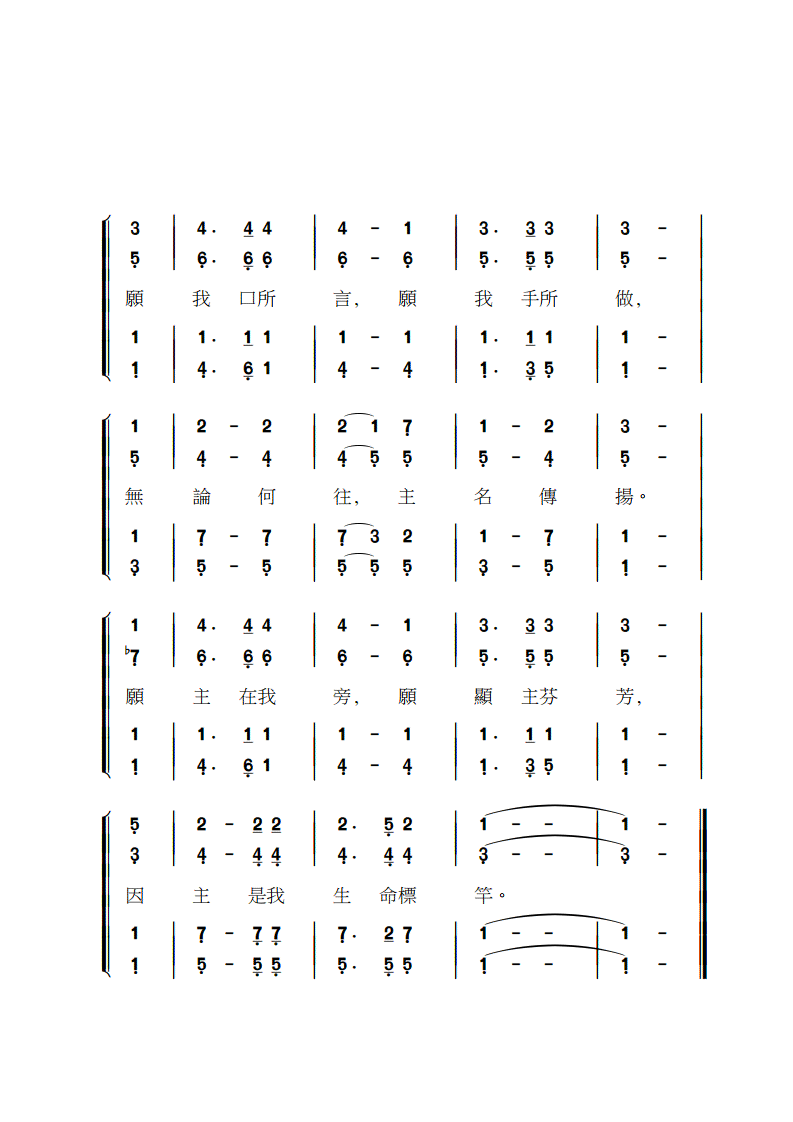 3 | 4. 4 4 | 4 - 1 | 3. 3 3 | 3 - |
5̣ | 6̣. 6̣ 6̣ | 6̣ - 6̣ | 5̣. 5̣ 5̣ | 5̣ - |
願 我 口所 言, 願 我 手所 做,
1 | 1. 1 1 | 1 - 1 | 1. 1 1 | 1 - |
1̣ | 4̣. 6̣ 1 | 4̣ - 4̣ | 1̣. 3̣ 5̣ | 1̣ - |
1 | 2 - 2 | 2 1 7̣ | 1 - 2 | 3 - |
5̣ | 4̣ - 4̣ | 4̣ 5̣ 5̣ | 5̣ - 4̣ | 5̣ - |
無 論 何 往, 主 名 傳 揚。
1 | 7̣ - 7̣ | 7̣ 3 2 | 1 - 7̣ | 1 - |
3̣ | 5̣ - 5̣ | 5̣ 5̣ 5̣ | 3̣ - 5̣ | 1̣ - |
1 | 4. 4 4 | 4 - 1 | 3. 3 3 | 3 - |
♭7̣ | 6̣. 6̣ 6̣ | 6̣ - 6̣ | 5̣. 5̣ 5̣ | 5̣ - |
願 主 在我 旁, 願 顯 主芬 芳,
1 | 1. 1 1 | 1 - 1 | 1. 1 1 | 1 - |
1̣ | 4̣. 6̣ 1 | 4̣ - 4̣ | 1̣. 3̣ 5̣ | 1̣ - |
5̣ | 2 - 2 2 | 2. 5̣ 2 | 1 - - | 1 - ||
3̣ | 4̣ - 4̣ 4̣ | 4̣. 4̣ 4̣ | 3̣ - - | 3̣ - ||
因 主 是我 生 命標 竿。
1 | 7̣ - 7̣ 7̣ | 7̣. 2 7̣ | 1 - - | 1 - ||
1̣ | 5̣ - 5̣ 5̣ | 5̣. 5̣ 5̣ | 1̣ - - | 1̣ - ||